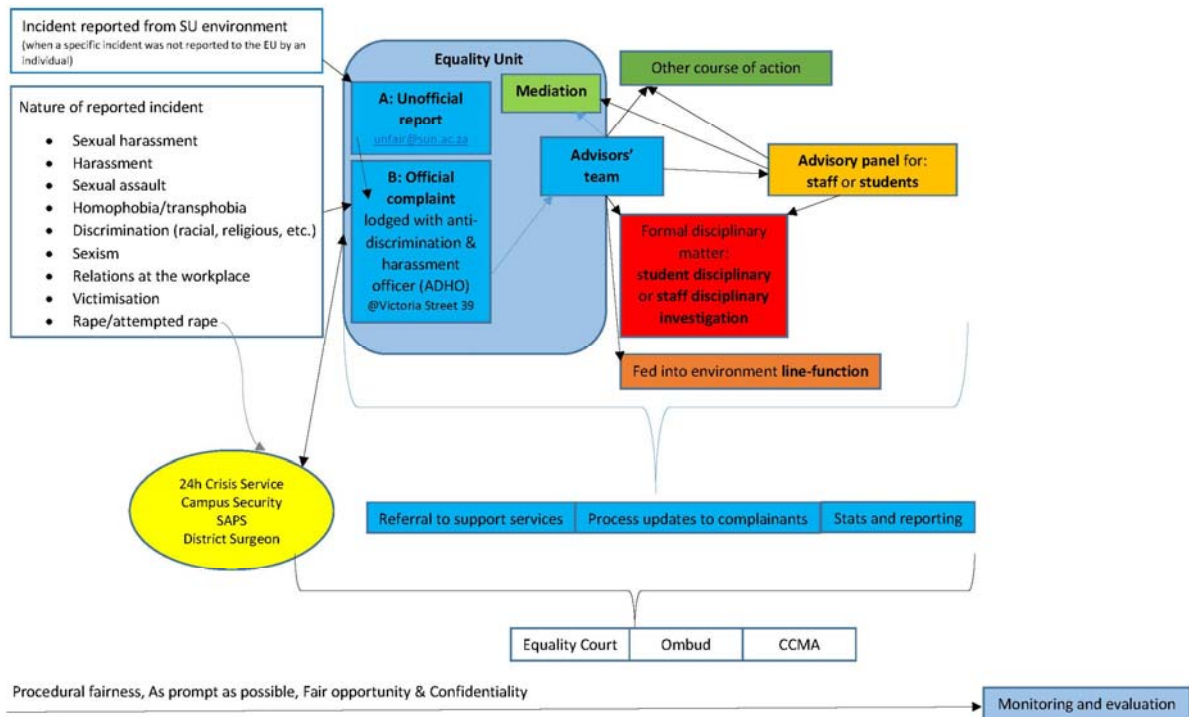 Incident reported from SU environment
(when a specific incident was not reported to the EU by an
individual)
Nature of reported incident
• Sexual harassment
• Harassment
• Sexual assault
• Homophobia/transphobia
• Discrimination (racial, religious, etc.)
• Sexism
• Relations at the workplace
• Victimisation
• Rape/attempted rape
Equality Unit
A: Unofficial
report
unfair@sun.ac.za
B: Official
complaint
lodged with anti-
discrimination &
harassment
officer (ADHO)
@Victoria Street 39
Mediation
Advisors'
team
Other course of action
Advisory panel for:
staff or students
Formal disciplinary
matter:
student disciplinary
or staff disciplinary
investigation
Fed into environment line-function
24h Crisis Service
Campus Security
SAPS
District Surgeon
Referral to support services
Process updates to complainants
Stats and reporting
Equality Court
Ombud
CCMA
Procedural fairness, As prompt as possible, Fair opportunity & Confidentiality
Monitoring and evaluation